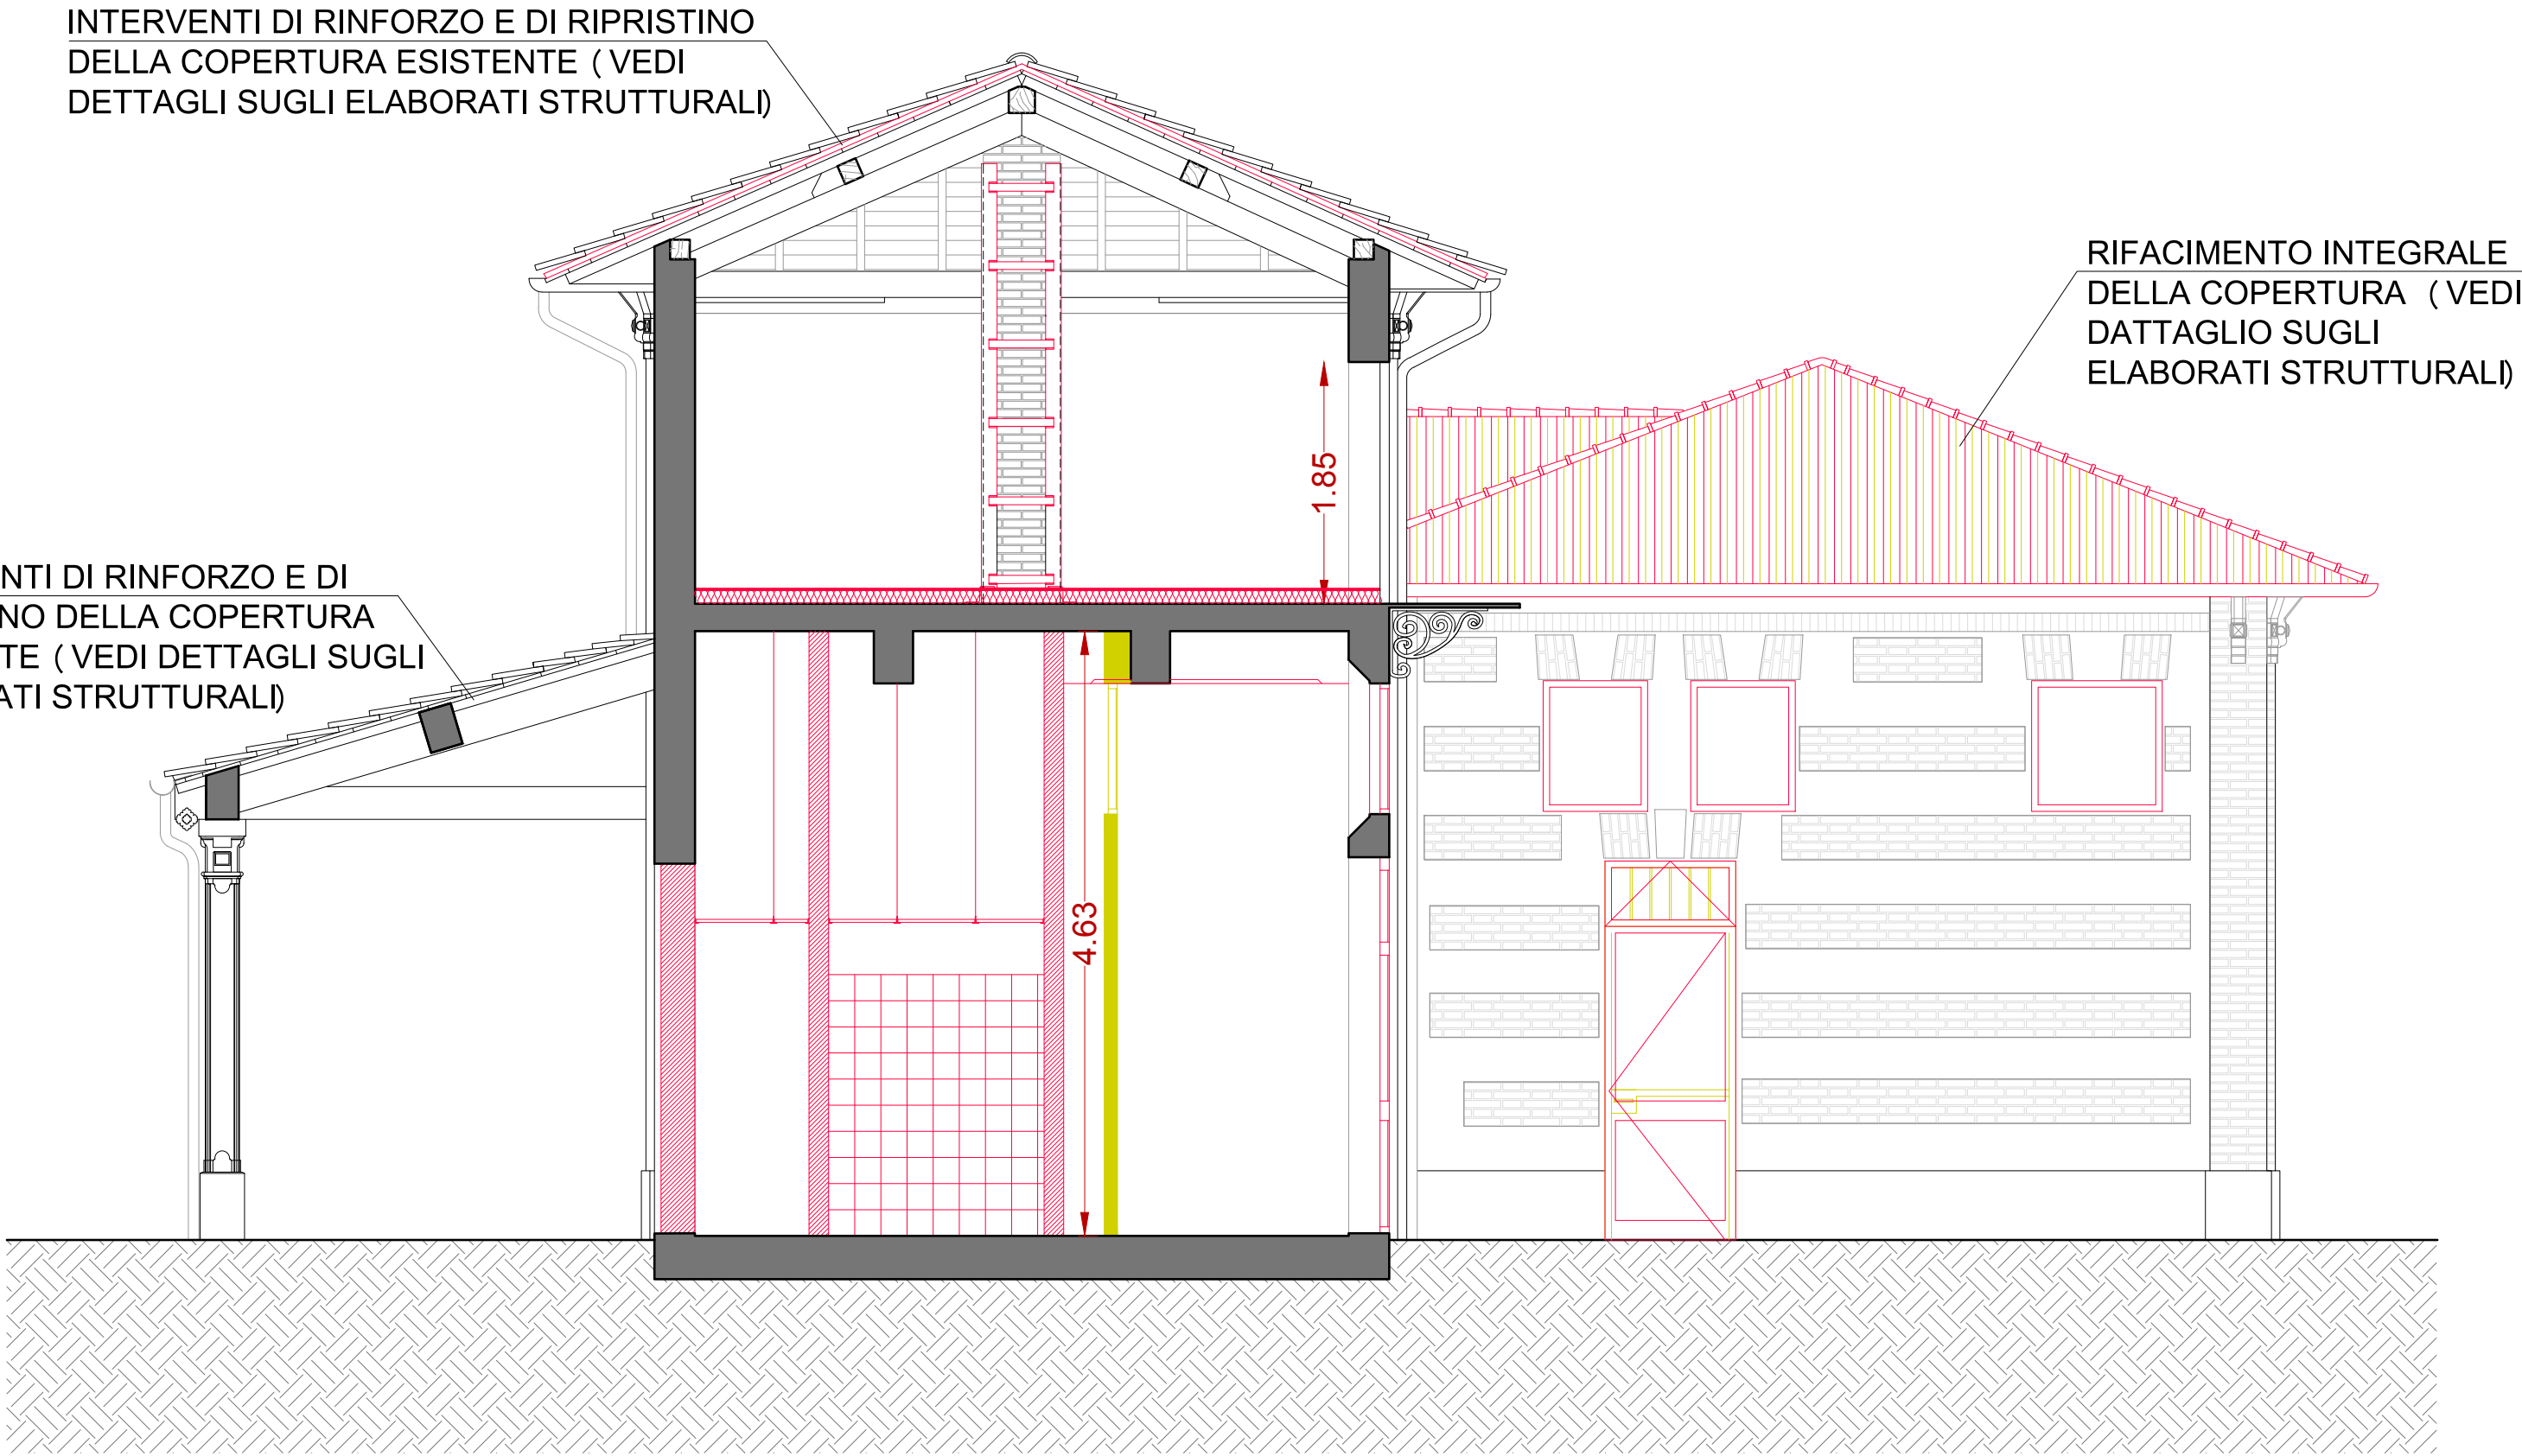 INTERVENTI DI RINFORZO E DI RIPRISTINO
DELLA COPERTURA ESISTENTE ( VEDI
DETTAGLI SUGLI ELABORATI STRUTTURALI)
RIFACIMENTO INTEGRALE
DELLA COPERTURA ( VEDI
DATTAGLIO SUGLI
ELABORATI STRUTTURALI)
1.85
NTI DI RINFORZO E DI
NO DELLA COPERTURA
TE ( VEDI DETTAGLI SUGLI
ATI STRUTTURALI)
4.63